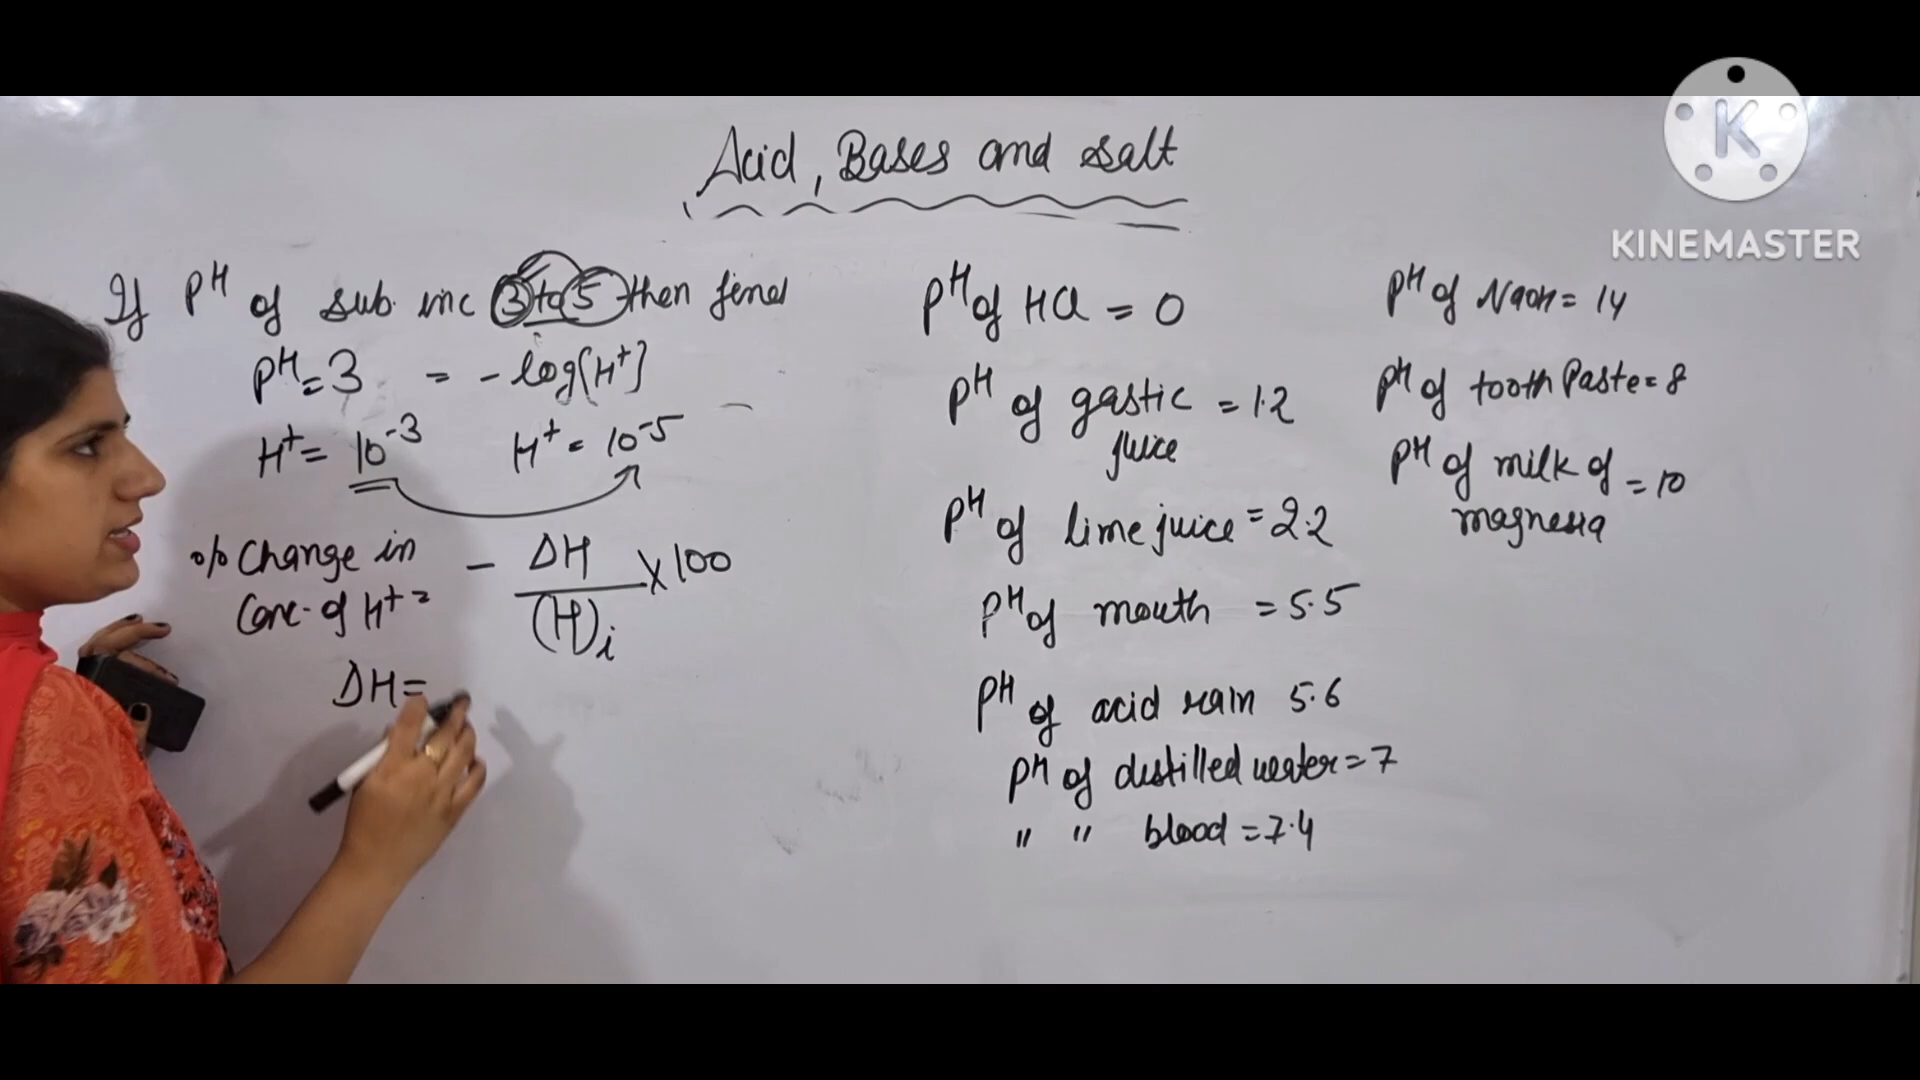 Acid, Bases and salt
K
KINEMASTER
If PH of sub. inc 3 to 5 then find
PH = 3 = - log[H+]
H+ = 10-3 H+ = 10-5
% Change in
Conc. of H+ = - ΔH/(H)i X 100
ΔH =
PH of HCl = 0
PH of gastic = 1.2
juice
PH of lime juice = 2.2
PH of mouth = 5.5
PH of acid rain 5.6
PH of distilled water = 7
" " blood = 7.4
PH of NaOH = 14
PH of tooth Paste = 8
PH of milk of = 10
magnesia